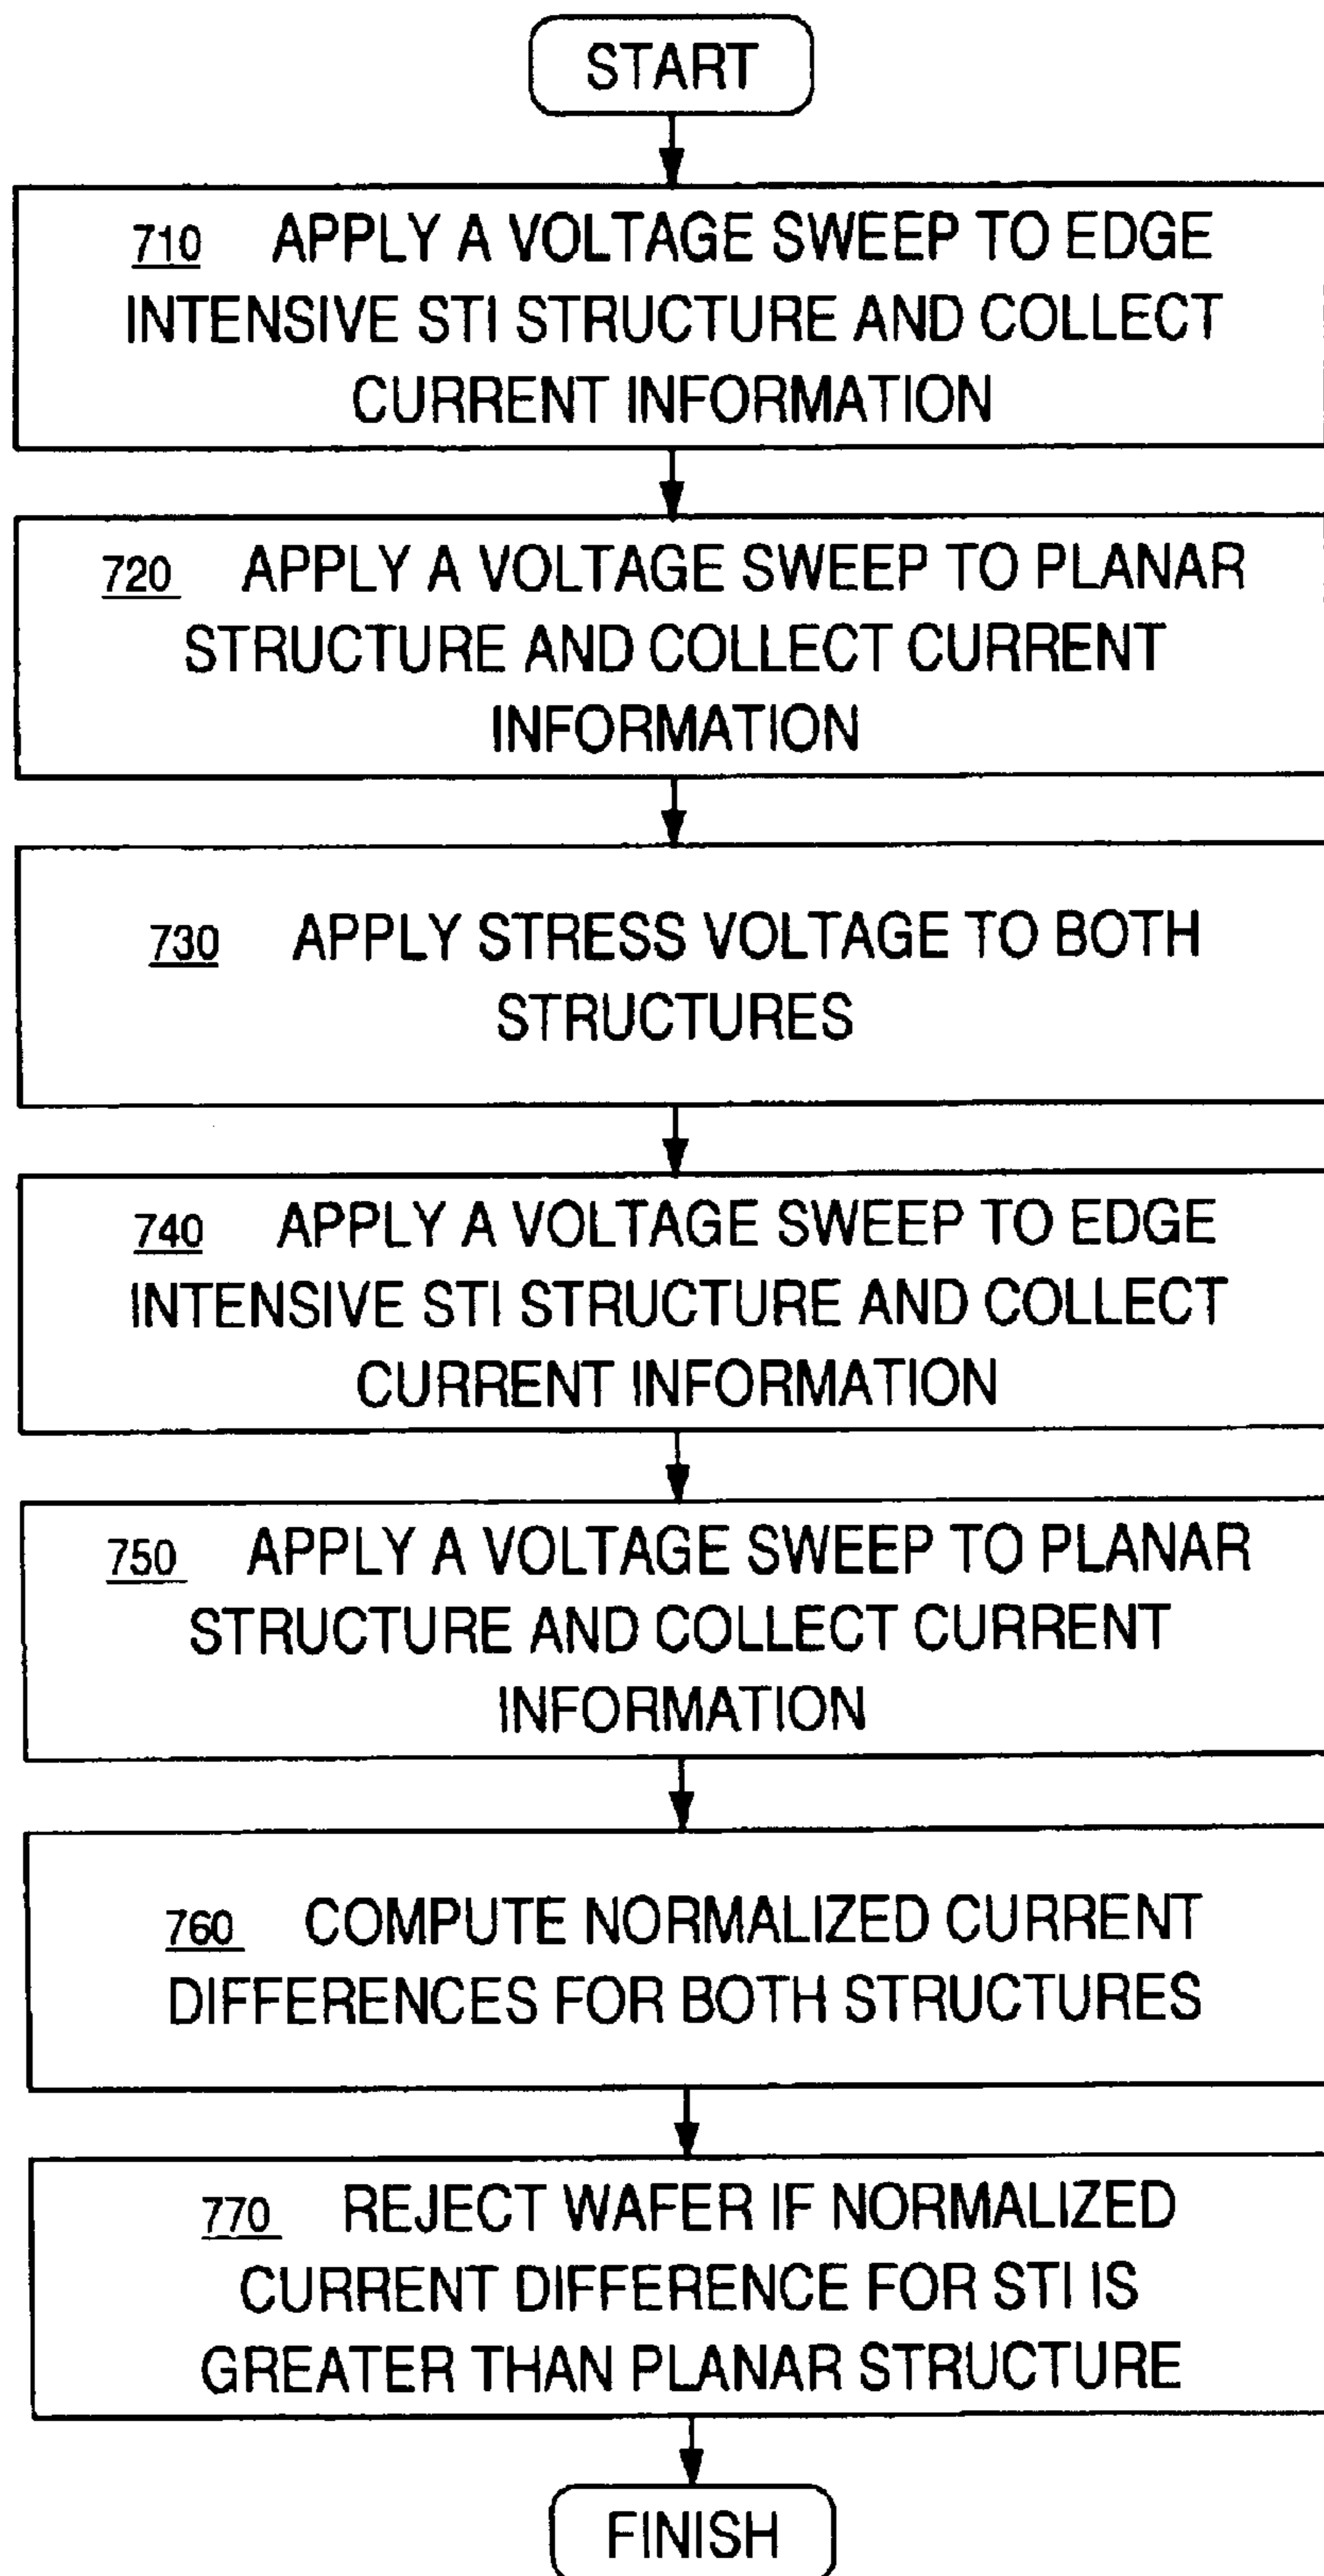 START
710 APPLY A VOLTAGE SWEEP TO EDGE
INTENSIVE STI STRUCTURE AND COLLECT
CURRENT INFORMATION
720 APPLY A VOLTAGE SWEEP TO PLANAR
STRUCTURE AND COLLECT CURRENT
INFORMATION
730 APPLY STRESS VOLTAGE TO BOTH
STRUCTURES
740 APPLY A VOLTAGE SWEEP TO EDGE
INTENSIVE STI STRUCTURE AND COLLECT
CURRENT INFORMATION
750 APPLY A VOLTAGE SWEEP TO PLANAR
STRUCTURE AND COLLECT CURRENT
INFORMATION
760 COMPUTE NORMALIZED CURRENT
DIFFERENCES FOR BOTH STRUCTURES
770 REJECT WAFER IF NORMALIZED
CURRENT DIFFERENCE FOR STI IS
GREATER THAN PLANAR STRUCTURE
FINISH